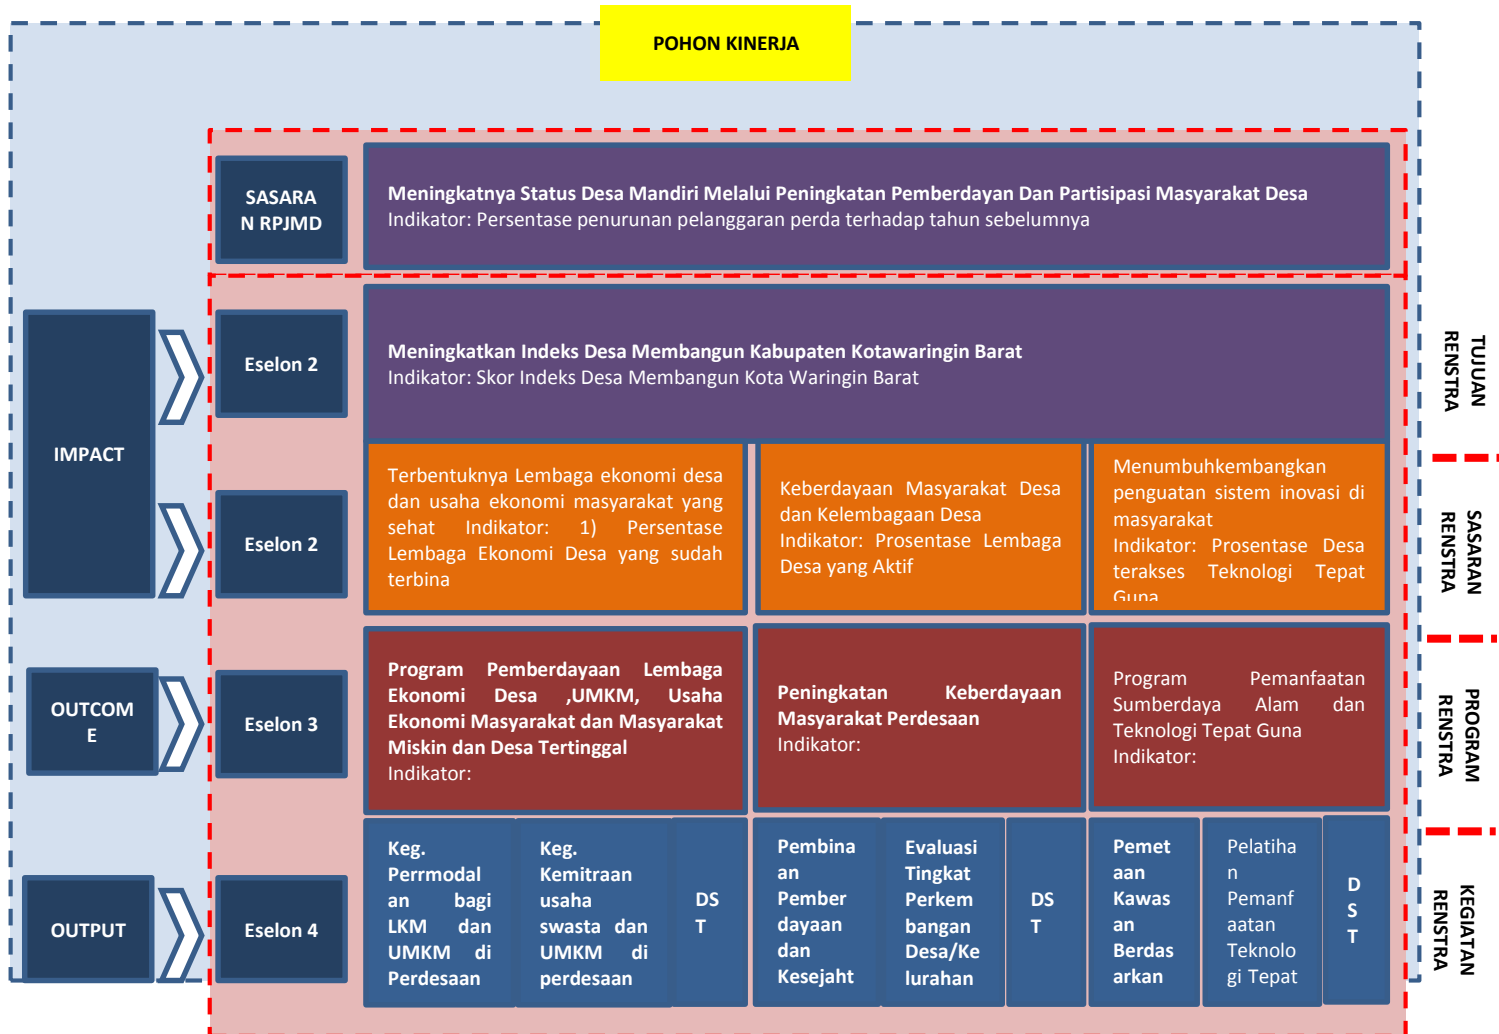 POHON KINERJA
SASARA
N RPJMD
Meningkatnya Status Desa Mandiri Melalui Peningkatan Pemberdayan Dan Partisipasi Masyarakat Desa
Indikator: Persentase penurunan pelanggaran perda terhadap tahun sebelumnya
IMPACT
Eselon 2
Meningkatkan Indeks Desa Membangun Kabupaten Kotawaringin Barat
Indikator: Skor Indeks Desa Membangun Kota Waringin Barat
TUJUAN
RENSTRA
Eselon 2
Terbentuknya Lembaga ekonomi desa
dan usaha ekonomi masyarakat yang
sehat Indikator: 1) Persentase
Lembaga Ekonomi Desa yang sudah
terbina
Keberdayaan Masyarakat Desa
dan Kelembagaan Desa
Indikator: Prosentase Lembaga
Desa yang Aktif
Menumbuhkembangkan
penguatan sistem inovasi di
masyarakat
Indikator: Prosentase Desa
terakses Teknologi Tepat
Guna
SASARAN
RENSTRA
OUTCOM
E
Eselon 3
Program Pemberdayaan Lembaga
Ekonomi Desa ,UMKM, Usaha
Ekonomi Masyarakat dan Masyarakat
Miskin dan Desa Tertinggal
Indikator:
Peningkatan Keberdayaan
Masyarakat Perdesaan
Indikator:
Program Pemanfaatan
Sumberdaya Alam dan
Teknologi Tepat Guna
Indikator:
PROGRAM
RENSTRA
OUTPUT
Eselon 4
Keg.
Perrmodal
an bagi
LKM dan
UMKM di
Perdesaan
Keg.
Kemitraan
usaha
swasta dan
UMKM di
perdesaan
DS
T
Pembina
an
Pember
dayaan
dan
Kesejaht
Evaluasi
Tingkat
Perkem
bangan
Desa/Ke
lurahan
DS
T
Pemet
aan
Kawas
an
Berdas
arkan
Pelatiha
n
Pemanf
aatan
Teknolo
gi Tepat
D
S
T
KEGIATAN
RENSTRA